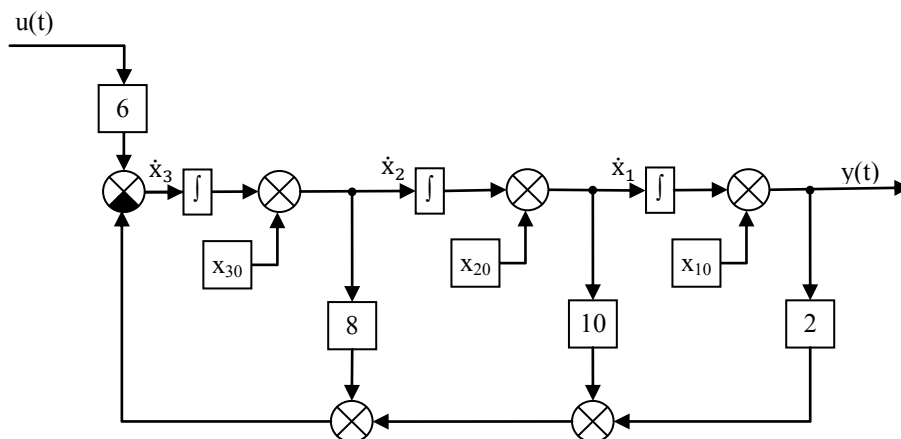 u(t)
6
ẋ₃ ∫ ẋ₂ ∫ ẋ₁ ∫ y(t)
x₃₀ x₂₀ x₁₀
8 10 2